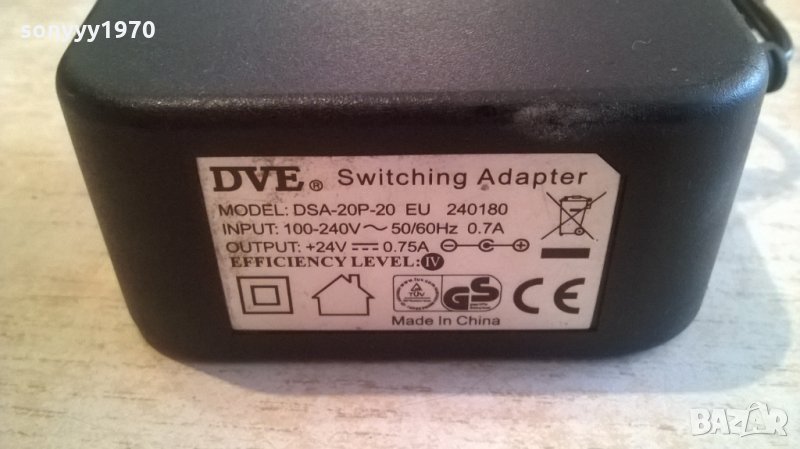 sonyyy1970
DVE® Switching Adapter
MODEL: DSA-20P-20 EU 240180
INPUT: 100-240V~50/60Hz 0.7A
OUTPUT: +24V⎓0.75A
EFFICIENCY LEVEL: IV
TÜV GS CE
Made In China
BAZAR